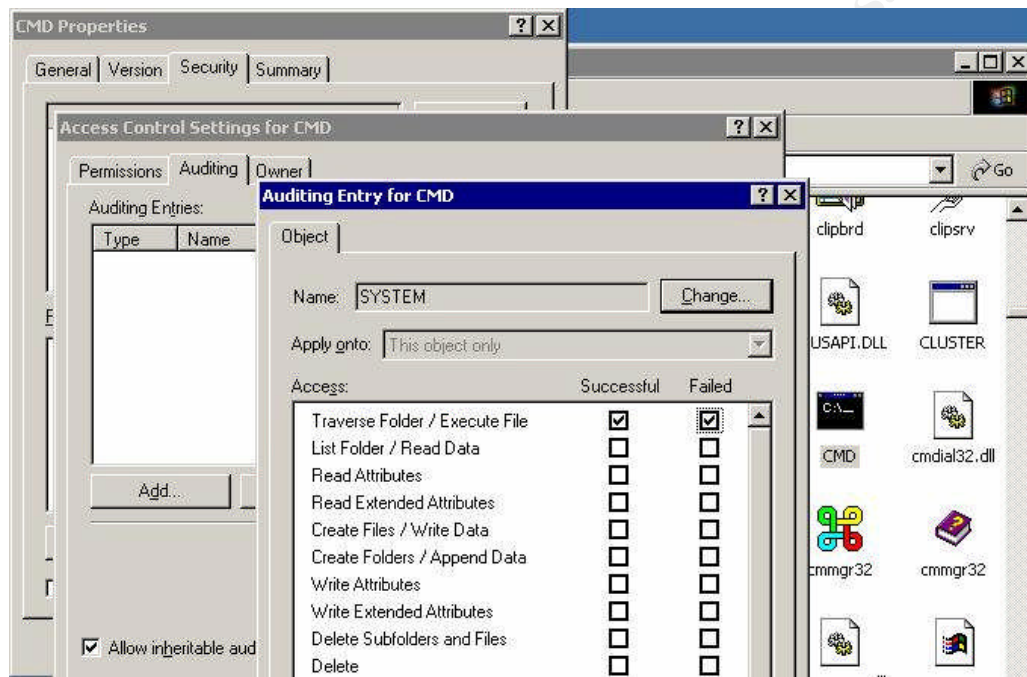 CMD Properties
General Version Security Summary
Access Control Settings for CMD
Permissions Auditing Owner
Auditing Entries:
Type Name
Add...
Allow inheritable aud
Auditing Entry for CMD
Object
Name: SYSTEM Change...
Apply onto: This object only
Access: Successful Failed
Traverse Folder / Execute File
List Folder / Read Data
Read Attributes
Read Extended Attributes
Create Files / Write Data
Create Folders / Append Data
Write Attributes
Write Extended Attributes
Delete Subfolders and Files
Delete
Go
clipbrd clipsrv
USAPI.DLL CLUSTER
C:\_
CMD cmdial32.dll
cmmgr32 cmmgr32